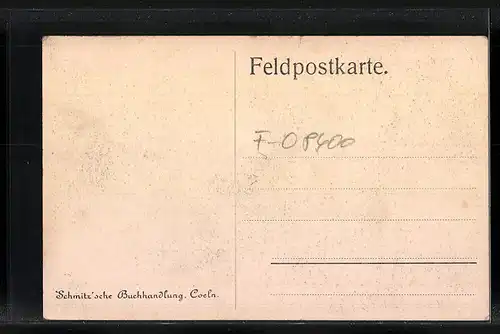 Feldpostkarte.
F-08400
Schmitz'sche Buchhandlung. Coeln.